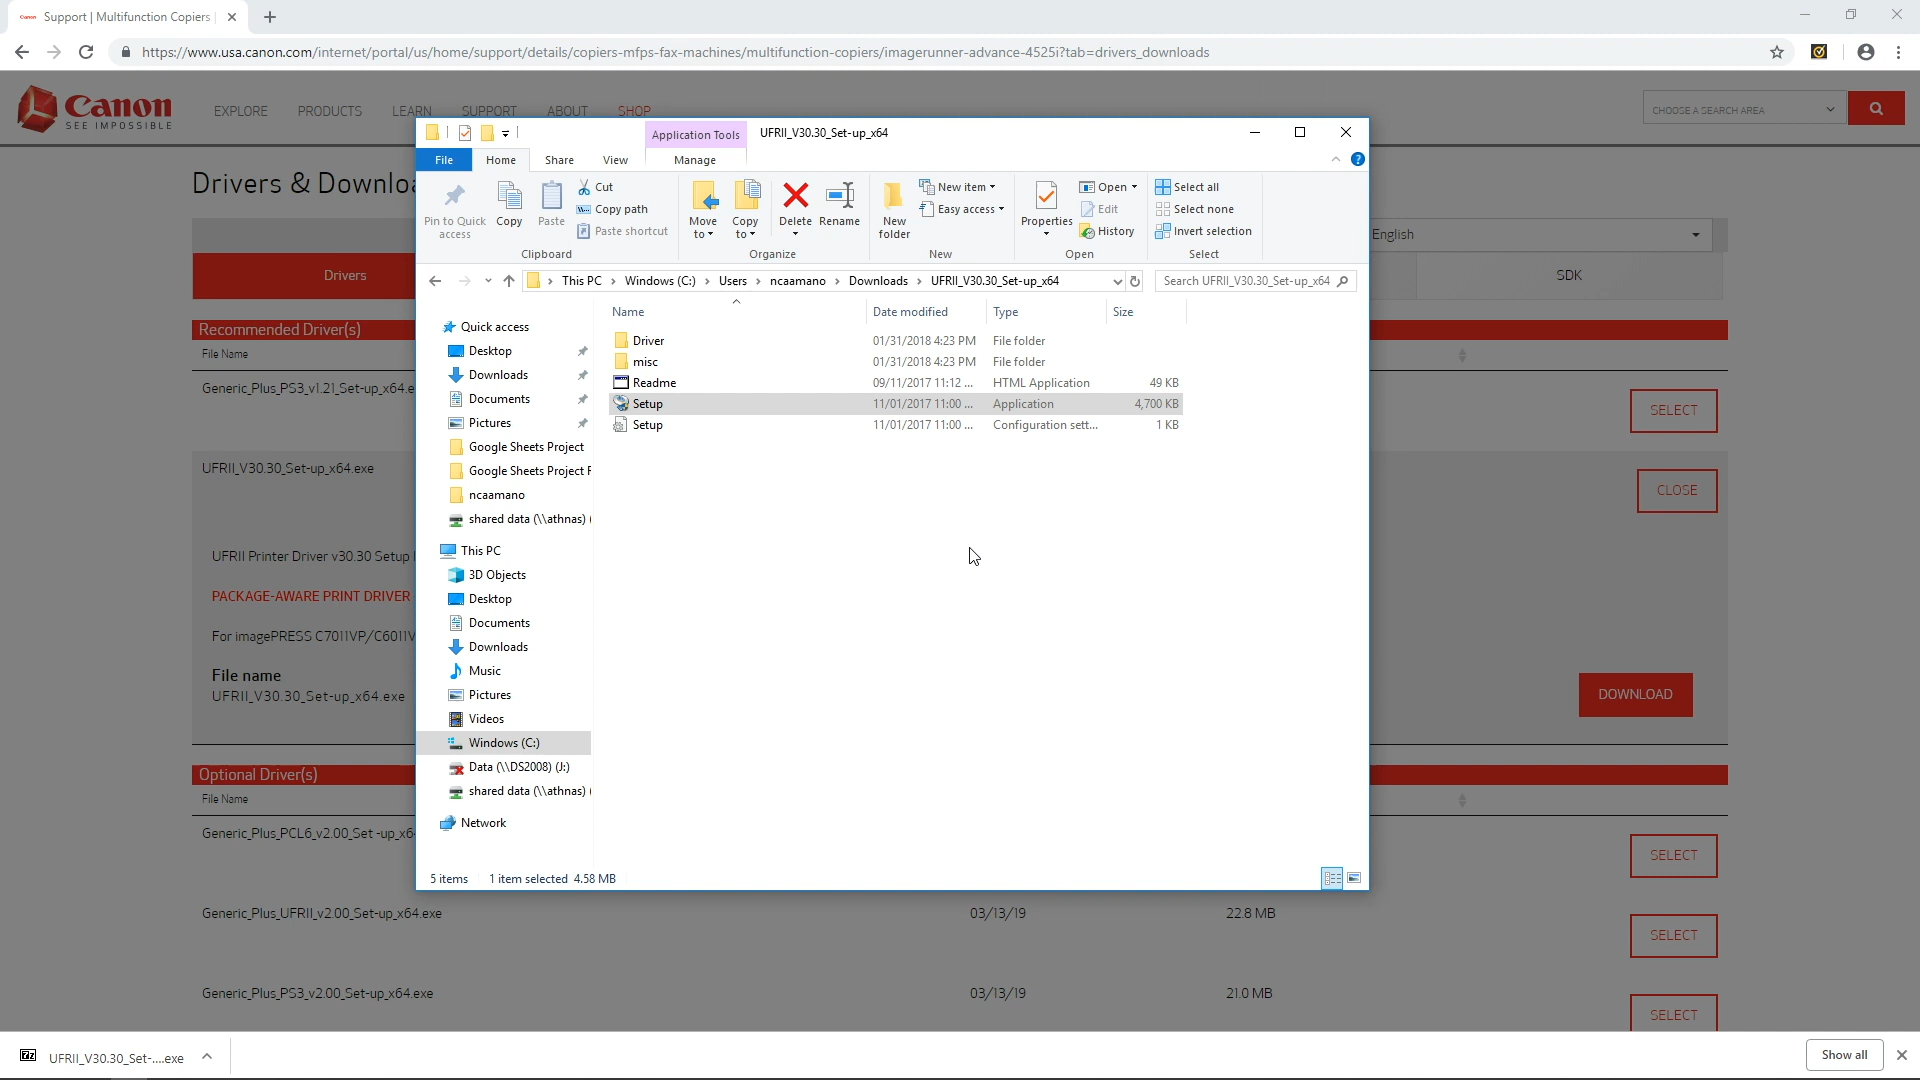 Support | Multifunction Copiers
https://www.usa.canon.com/internet/portal/us/home/support/details/copiers-mfps-fax-machines/multifunction-copiers/imagerunner-advance-4525i?tab=drivers_downloads
Canon
SEE IMPOSSIBLE
EXPLORE PRODUCTS LEARN SUPPORT ABOUT SHOP
CHOOSE A SEARCH AREA
Drivers & Downloa
English
Drivers
SDK
Recommended Driver(s)
File Name
Generic_Plus_PS3_v1.21_Set-up_x64.e
SELECT
UFRII_V30.30_Set-up_x64.exe
CLOSE
UFRII Printer Driver v30.30 Setup
PACKAGE-AWARE PRINT DRIVER
For imagePRESS C7011VP/C6011V
File name
UFRII_V30.30_Set-up_x64.exe
DOWNLOAD
Optional Driver(s)
File Name
Generic_Plus_PCL6_v2.00_Set-up_x64
SELECT
Generic_Plus_UFRII_v2.00_Set-up_x64.exe 03/13/19 22.8 MB
SELECT
Generic_Plus_PS3_v2.00_Set-up_x64.exe 03/13/19 21.0 MB
SELECT
Application Tools UFRII_V30.30_Set-up_x64
File Home Share View Manage
Pin to Quick access
Copy
Paste
Cut
Copy path
Paste shortcut
Clipboard
Move to
Copy to
Delete
Rename
Organize
New folder
New item
Easy access
New
Properties
Open
Edit
History
Open
Select all
Select none
Invert selection
Select
This PC > Windows (C:) > Users > ncaamano > Downloads > UFRII_V30.30_Set-up_x64
Search UFRII_V30.30_Set-up_x64
Quick access
Desktop
Downloads
Documents
Pictures
Google Sheets Project
Google Sheets Project F
ncaamano
shared data (\\athnas) (
This PC
3D Objects
Desktop
Documents
Downloads
Music
Pictures
Videos
Windows (C:)
Data (\\DS2008) (J:)
shared data (\\athnas) (
Network
Name Date modified Type Size
Driver 01/31/2018 4:23 PM File folder
misc 01/31/2018 4:23 PM File folder
Readme 09/11/2017 11:12 ... HTML Application 49 KB
Setup 11/01/2017 11:00 ... Application 4,700 KB
Setup 11/01/2017 11:00 ... Configuration sett... 1 KB
5 items 1 item selected 4.58 MB
UFRII_V30.30_Set-....exe
Show all